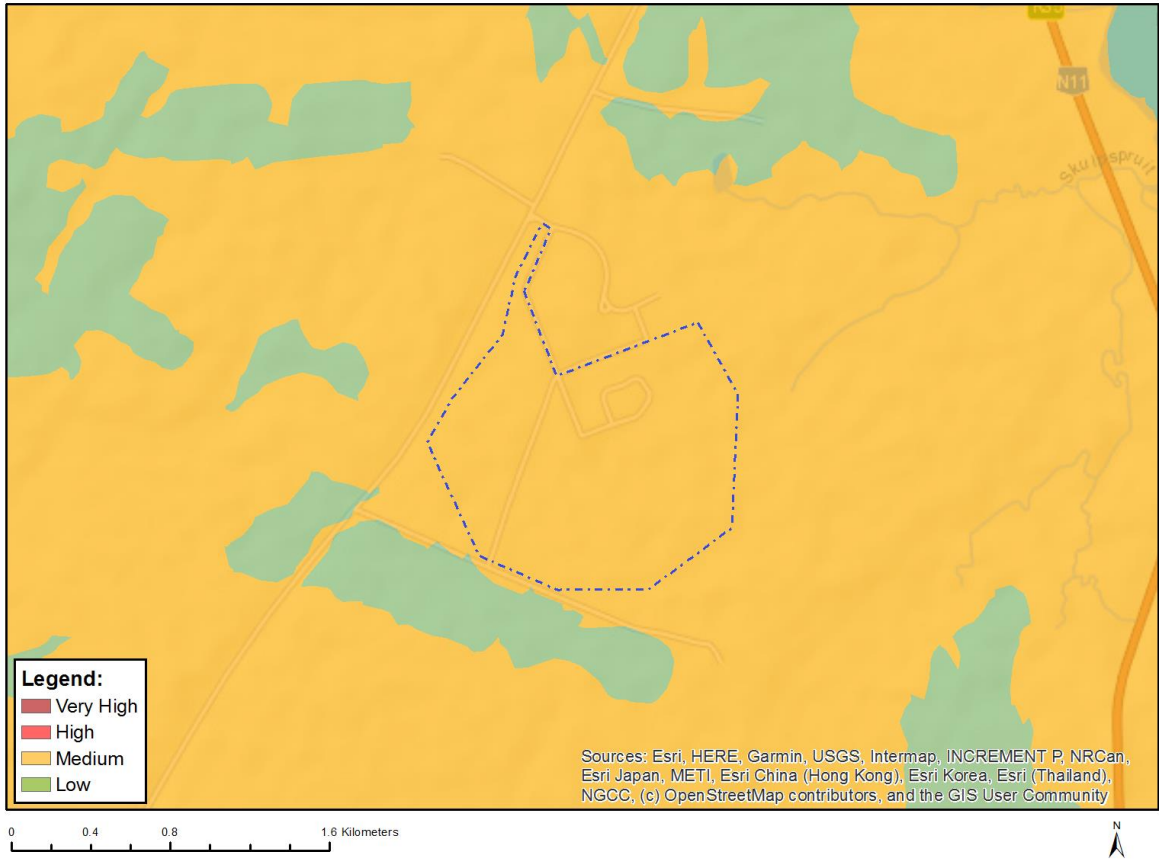 R35
N11
Skulpspruit
Legend:
Very High
High
Medium
Low
Sources: Esri, HERE, Garmin, USGS, Intermap, INCREMENT P, NRCan,
Esri Japan, METI, Esri China (Hong Kong), Esri Korea, Esri (Thailand),
NGCC, (c) OpenStreetMap contributors, and the GIS User Community
0 0.4 0.8 1.6 Kilometers
N